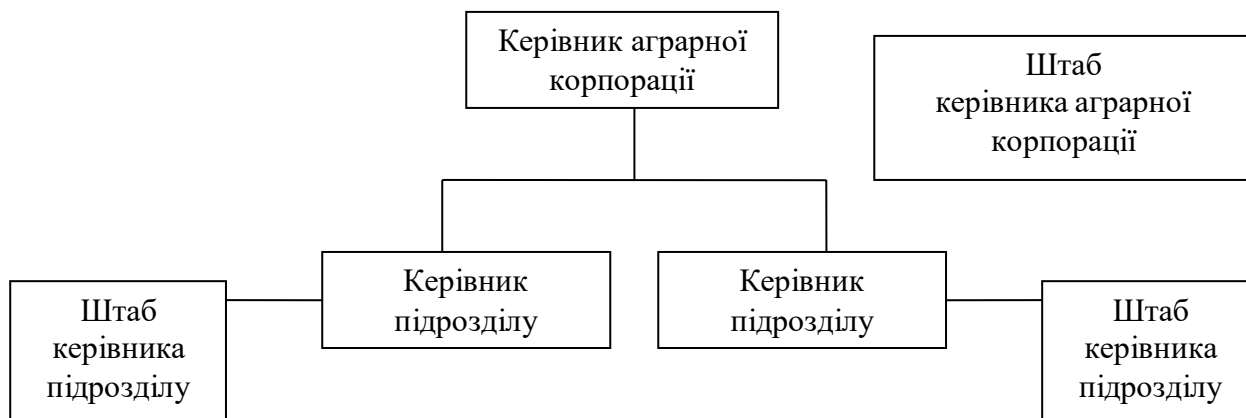 Керівник аграрної
корпорації
Штаб
керівника аграрної
корпорації
Керівник
підрозділу
Керівник
підрозділу
Штаб
керівника
підрозділу
Штаб
керівника
підрозділу